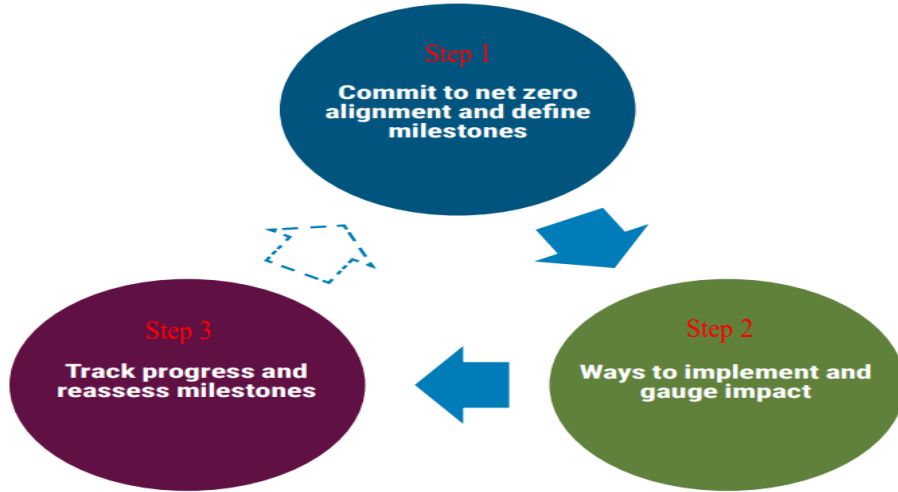 Step 1
Commit to net zero
alignment and define
milestones
Step 2
Ways to implement and
gauge impact
Step 3
Track progress and
reassess milestones